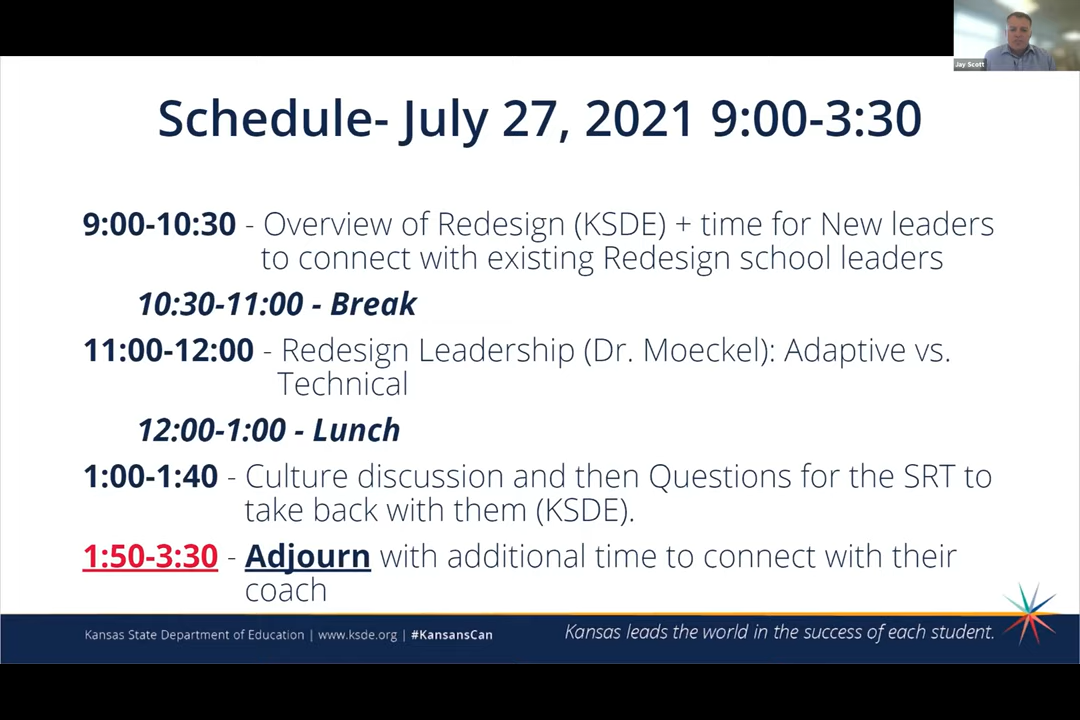 Jay Scott
Schedule- July 27, 2021 9:00-3:30
9:00-10:30 - Overview of Redesign (KSDE) + time for New leaders
to connect with existing Redesign school leaders
10:30-11:00 - Break
11:00-12:00 - Redesign Leadership (Dr. Moeckel): Adaptive vs.
Technical
12:00-1:00 - Lunch
1:00-1:40 - Culture discussion and then Questions for the SRT to
take back with them (KSDE).
1:50-3:30 - Adjourn with additional time to connect with their
coach
Kansas State Department of Education | www.ksde.org | #KansansCan
Kansas leads the world in the success of each student.